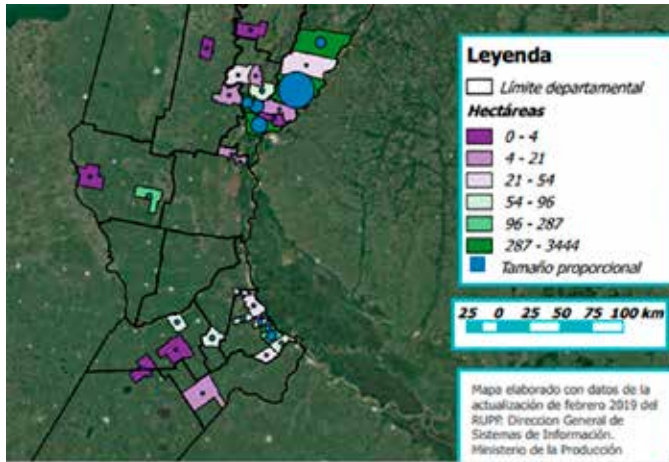 Leyenda
Límite departamental
Hectáreas
0 - 4
4 - 21
21 - 54
54 - 96
96 - 287
287 - 3444
Tamaño proporcional
25 0 25 50 75 100 km
Mapa elaborado con datos de la
actualización de febrero 2019 del
RUPP. Direccion General de
Sistemas de Información.
Ministerio de la Producción